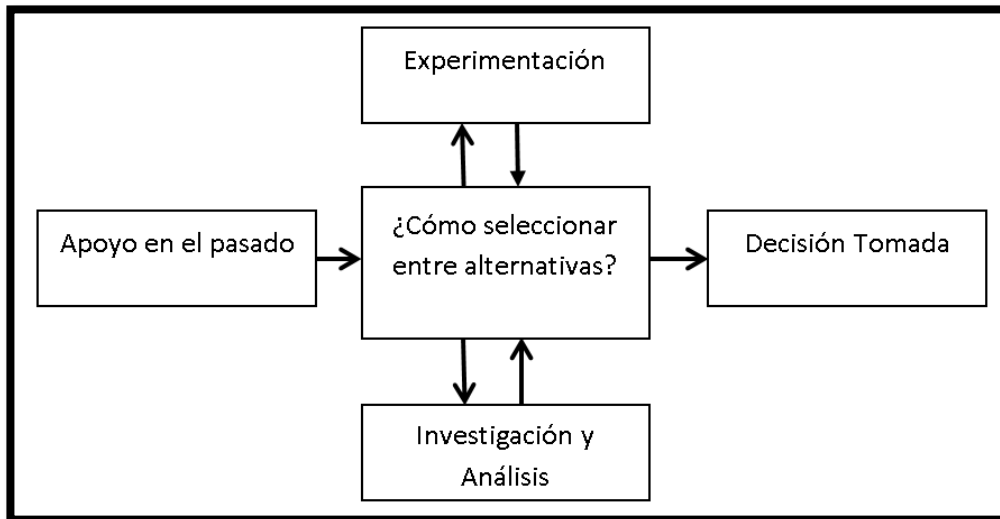 Experimentación
Apoyo en el pasado
¿Cómo seleccionar
entre alternativas?
Decisión Tomada
Investigación y
Análisis